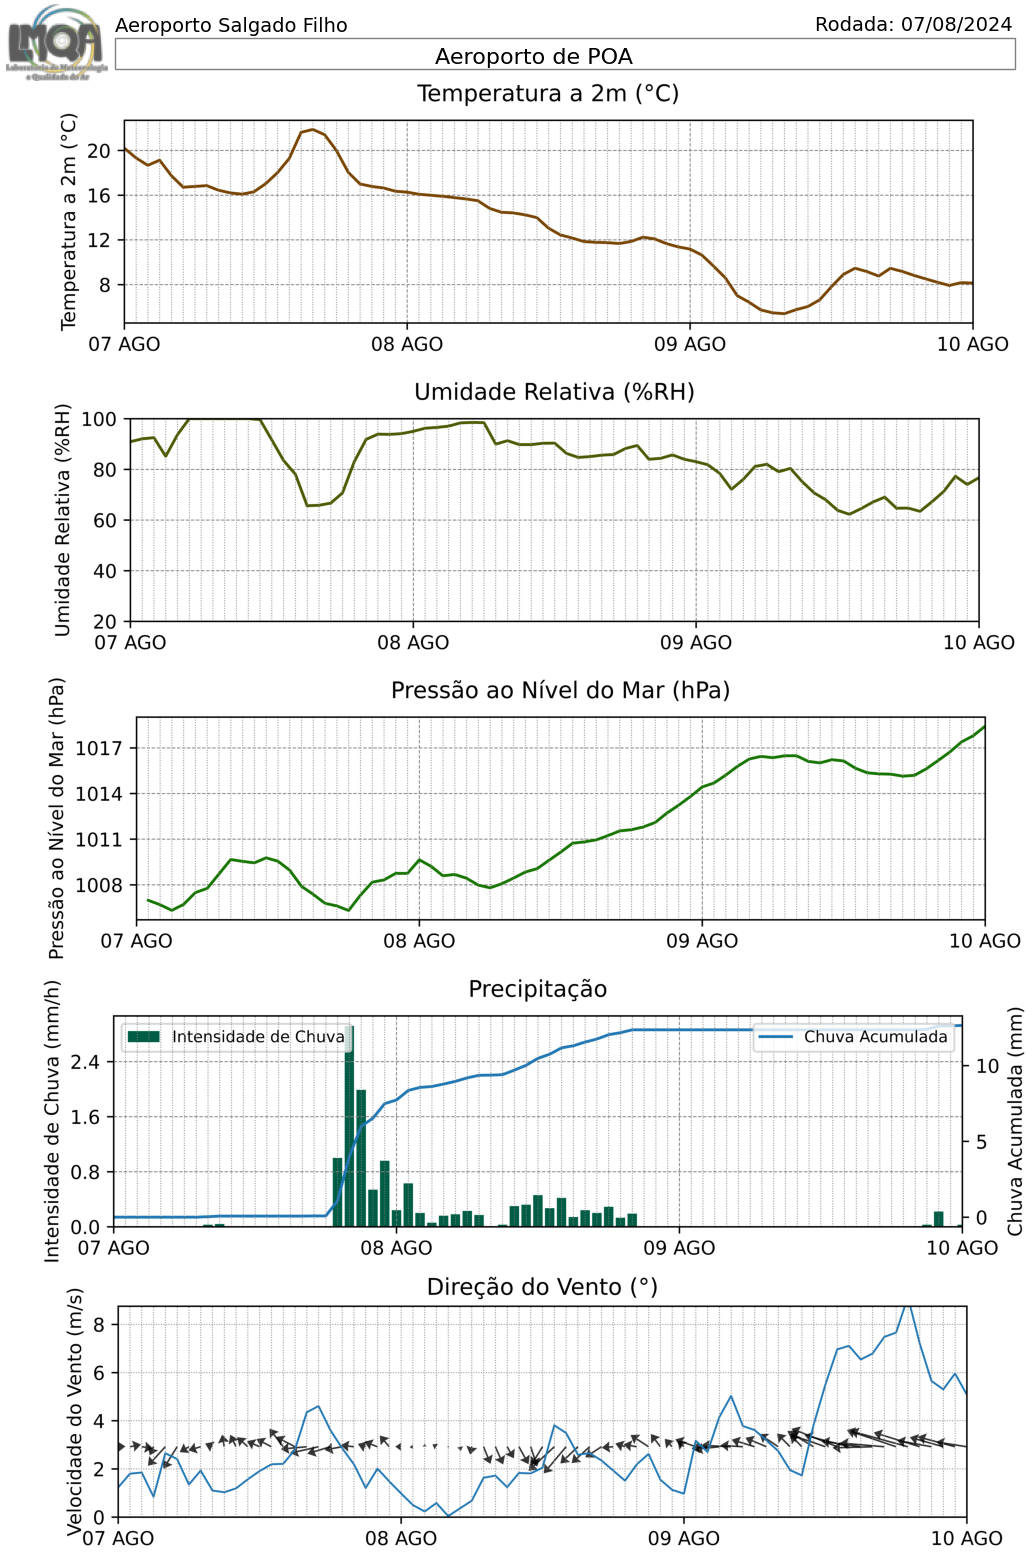 LMQA
Laboratório de Meteorologia
e Qualidade do Ar
Aeroporto Salgado Filho
Rodada: 07/08/2024
Aeroporto de POA
Temperatura a 2m (°C)
Temperatura a 2m (°C)
20
16
12
8
07 AGO
08 AGO
09 AGO
10 AGO
Umidade Relativa (%RH)
Umidade Relativa (%RH)
100
80
60
40
20
07 AGO
08 AGO
09 AGO
10 AGO
Pressão ao Nível do Mar (hPa)
Pressão ao Nível do Mar (hPa)
1017
1014
1011
1008
07 AGO
08 AGO
09 AGO
10 AGO
Precipitação
Intensidade de Chuva (mm/h)
Intensidade de Chuva
Chuva Acumulada
2.4
1.6
0.8
0.0
10
5
0
Chuva Acumulada (mm)
07 AGO
08 AGO
09 AGO
10 AGO
Direção do Vento (°)
Velocidade do Vento (m/s)
8
6
4
2
0
07 AGO
08 AGO
09 AGO
10 AGO